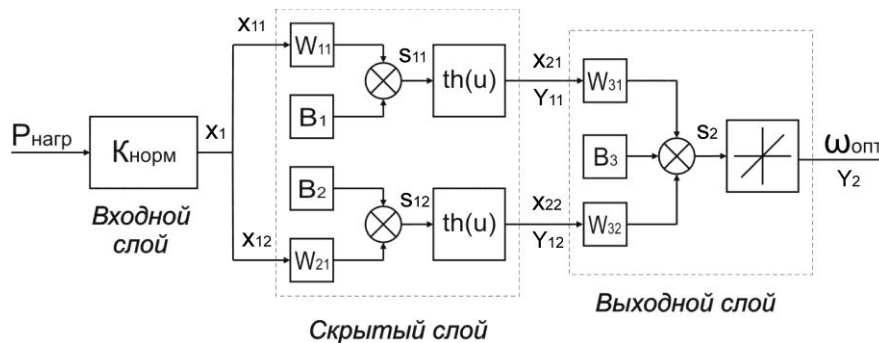 x11
W11
s11
th(u)
x21
Y11
W31
B1
Pнагр
Kнорм
x1
Входной
слой
B2
s12
th(u)
x22
Y12
W32
x12
W21
B3
s2
ωопт
Y2
Скрытый слой
Выходной слой